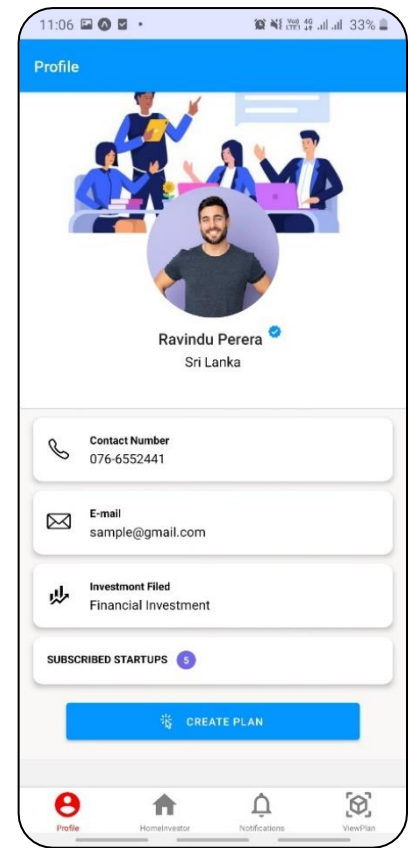 11:06
33%
Profile
Ravindu Perera
Sri Lanka
Contact Number
076-6552441
E-mail
sample@gmail.com
Investmont Filed
Financial Investment
SUBSCRIBED STARTUPS 5
CREATE PLAN
Profile HomeInvestor Notifications ViewPlan